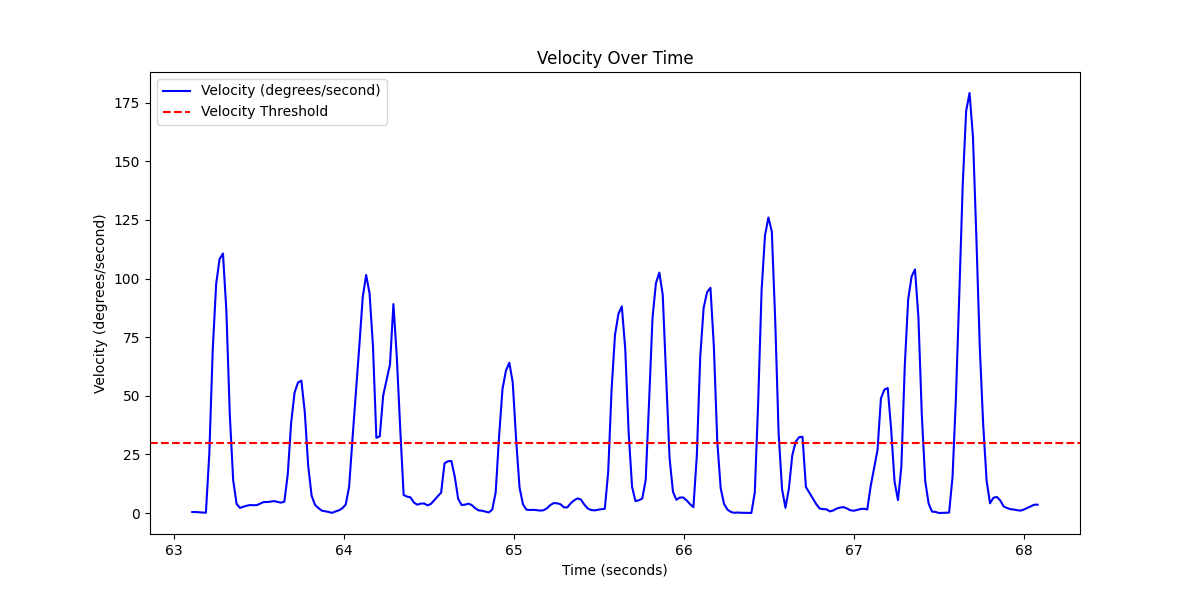 Velocity Over Time
Velocity (degrees/second)
Velocity Threshold
175
150
125
100
75
50
25
0
Velocity (degrees/second)
63 64 65 66 67 68
Time (seconds)